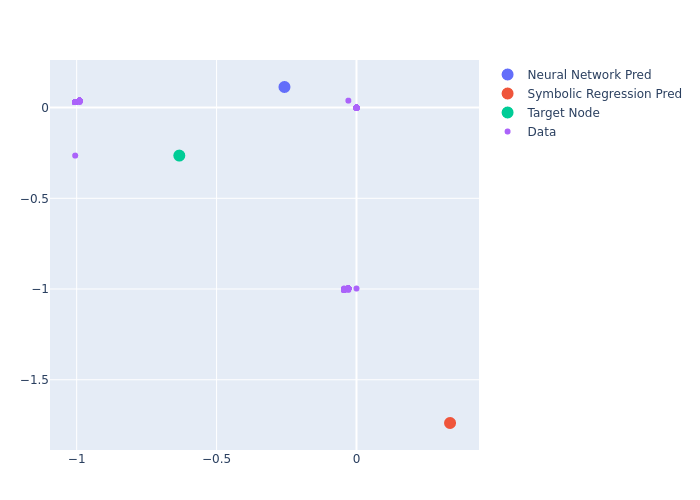 Neural Network Pred
Symbolic Regression Pred
Target Node
Data
0
−0.5
−1
−1.5
−1
−0.5
0